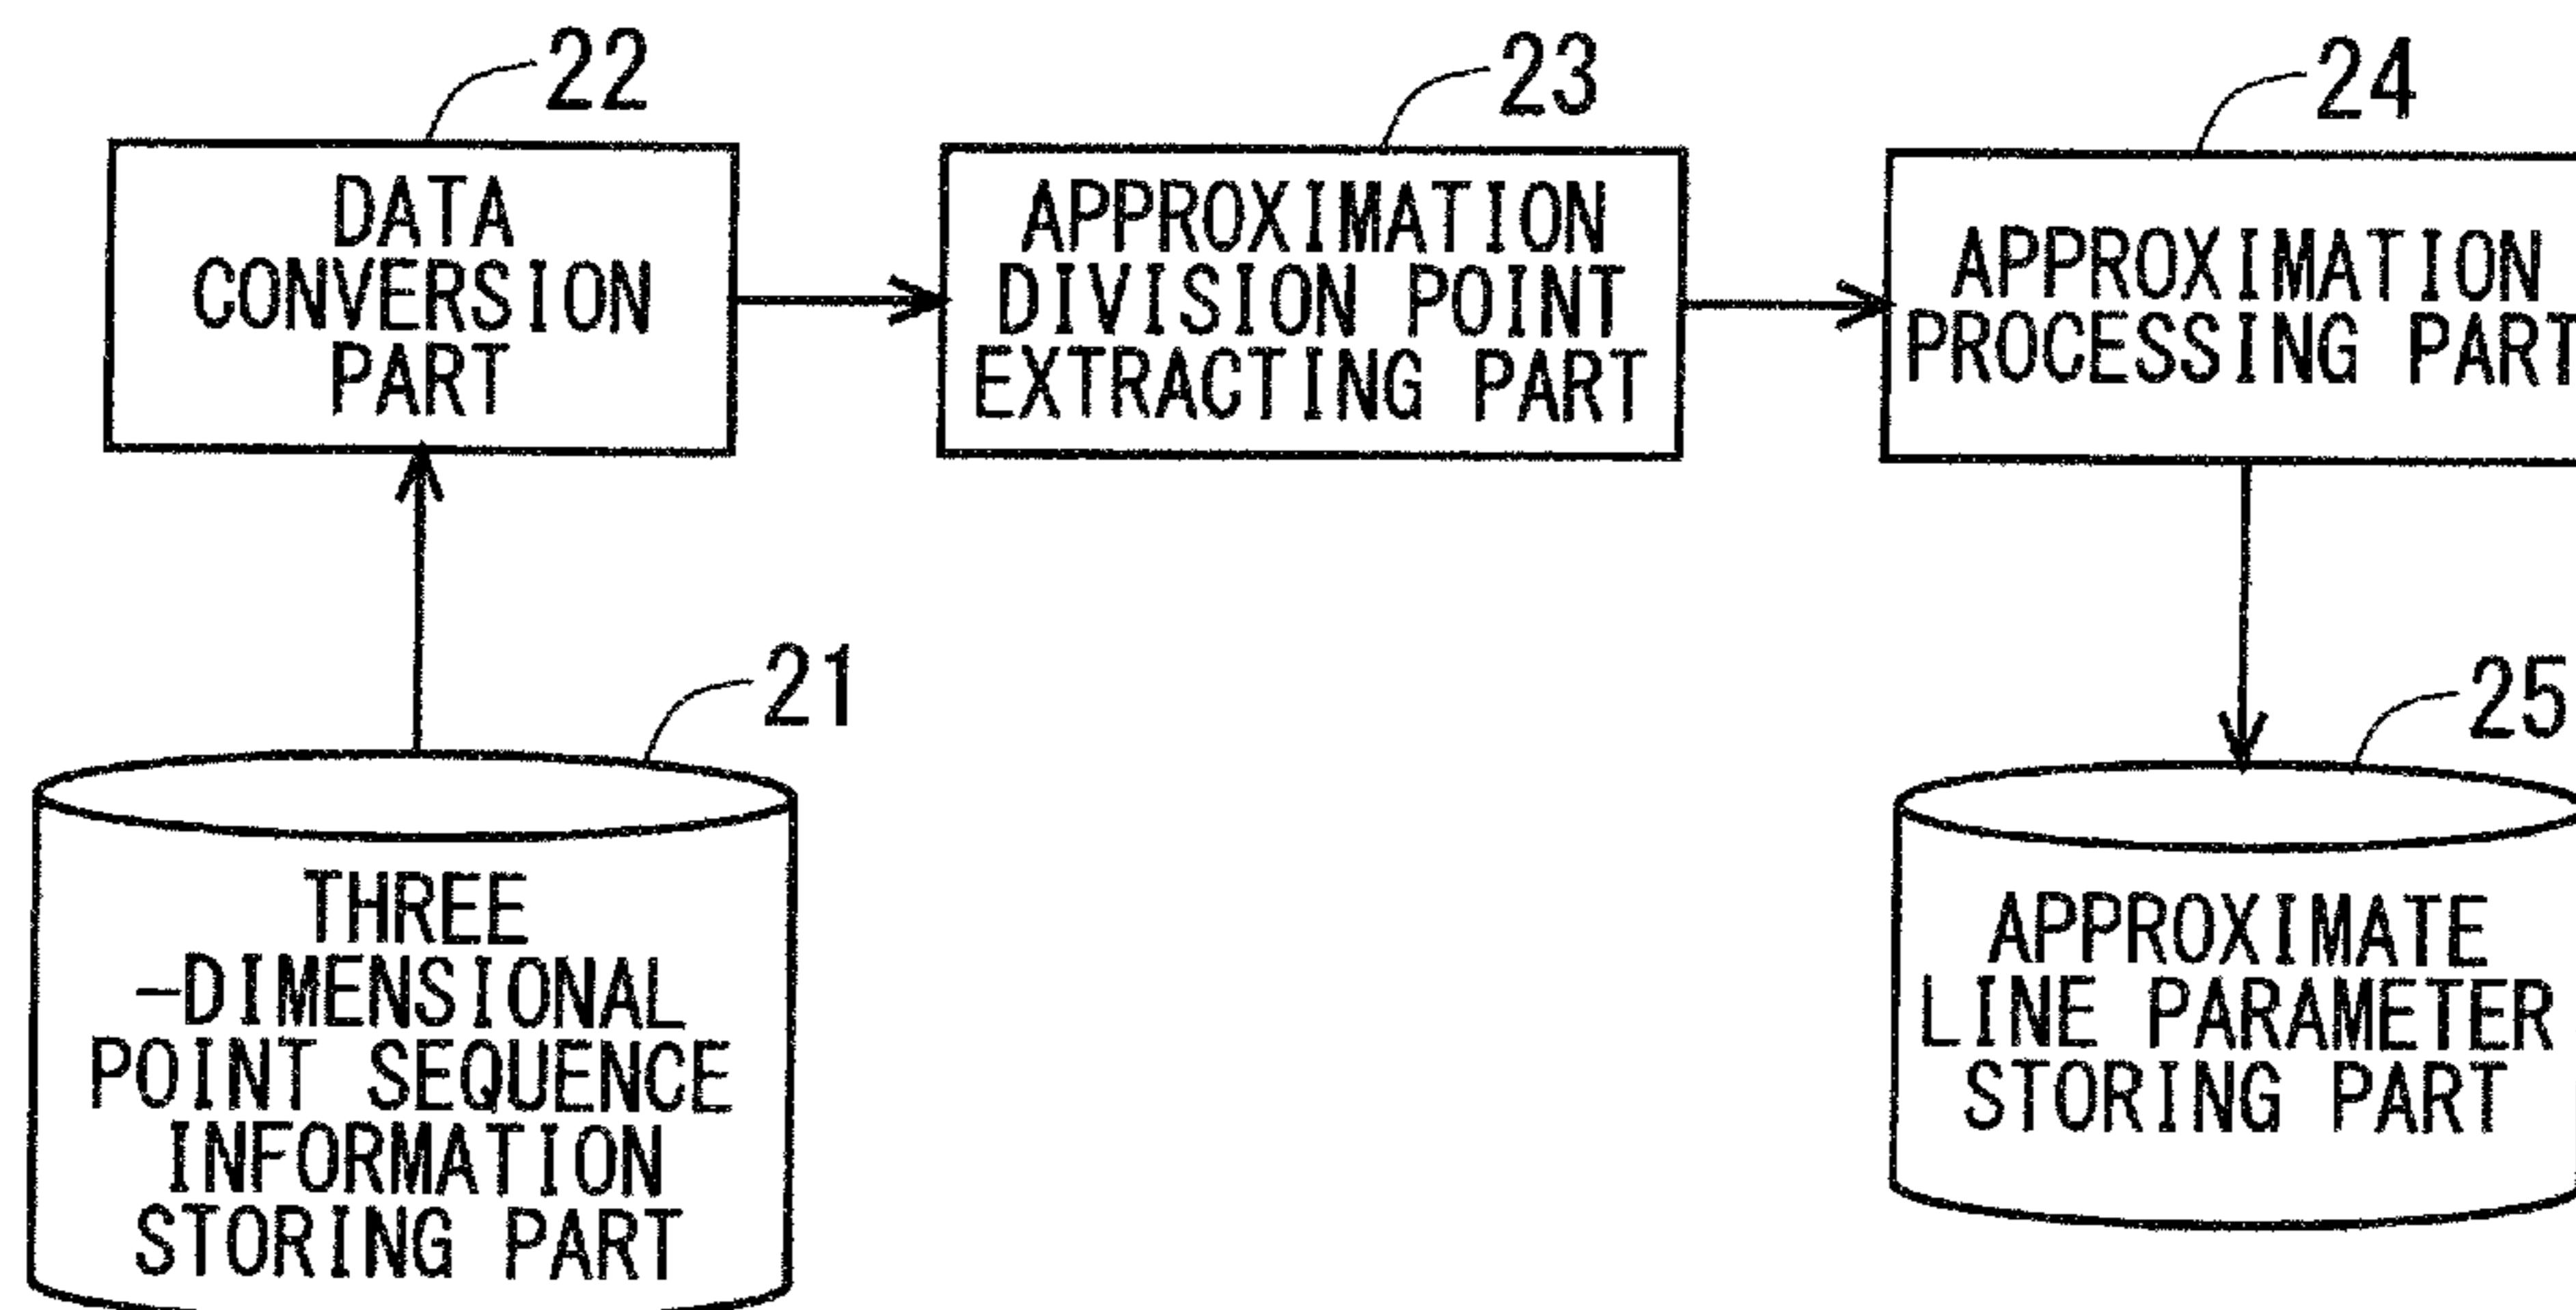 22
DATA
CONVERSION
PART
23
APPROXIMATION
DIVISION POINT
EXTRACTING PART
24
APPROXIMATION
PROCESSING PART
21
THREE
-DIMENSIONAL
POINT SEQUENCE
INFORMATION
STORING PART
25
APPROXIMATE
LINE PARAMETER
STORING PART